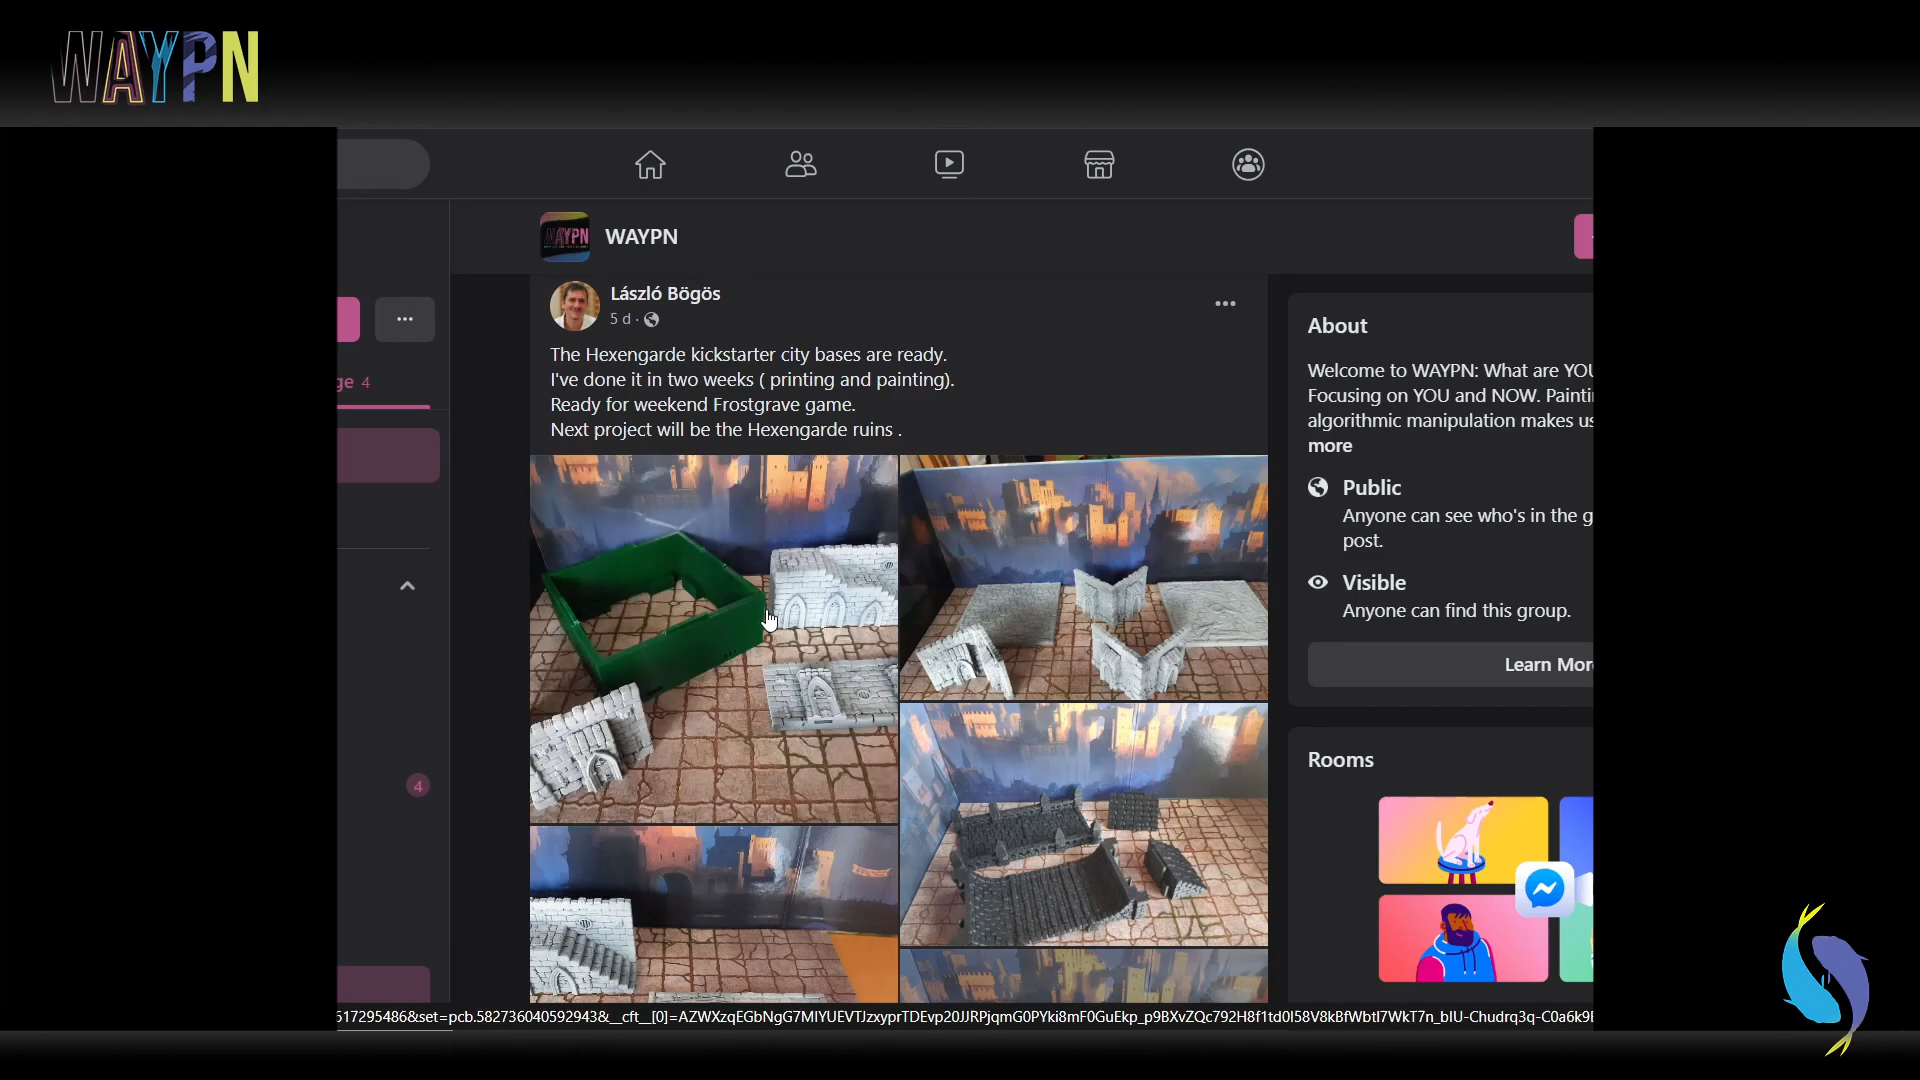 WAYPN
WAYPN
László Bögös
5 d ·
ge 4
The Hexengarde kickstarter city bases are ready.
I've done it in two weeks ( printing and painting).
Ready for weekend Frostgrave game.
Next project will be the Hexengarde ruins .
4
About
Welcome to WAYPN: What are YOU
Focusing on YOU and NOW. Painti
algorithmic manipulation makes us
more
Public
Anyone can see who's in the g
post.
Visible
Anyone can find this group.
Learn More
Rooms